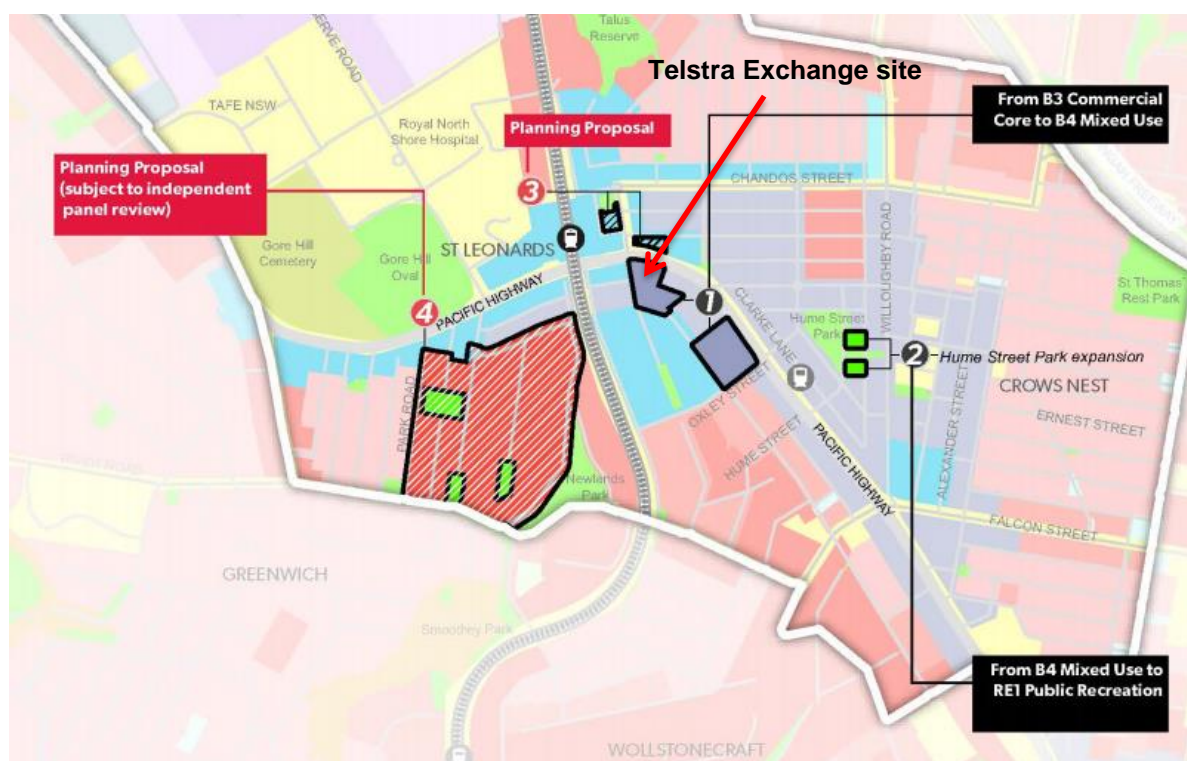 Talus
Reserve
Telstra Exchange site
From B3 Commercial
Core to B4 Mixed Use
RESERVE ROAD
TAFE NSW
Royal North
Shore Hospital
Planning Proposal
Planning Proposal
(subject to independent
panel review)
3
CHANDOS STREET
WILLOUGHBY ROAD
Gore Hill
Cemetery
Gore Hill
Oval
ST LEONARDS
St Thomas
Rest Park
4
PACIFIC HIGHWAY
1
CLARKE LANE
Hume Street
Park
2
Hume Street Park expansion
CROWS NEST
PARK ROAD
OXLEY STREET
HUME STREET
ALEXANDER STREET
ERNEST STREET
PACIFIC HIGHWAY
Newlands
Park
FALCON STREET
GREENWICH
Smoothey Park
From B4 Mixed Use to
RE1 Public Recreation
WOLLSTONECRAFT